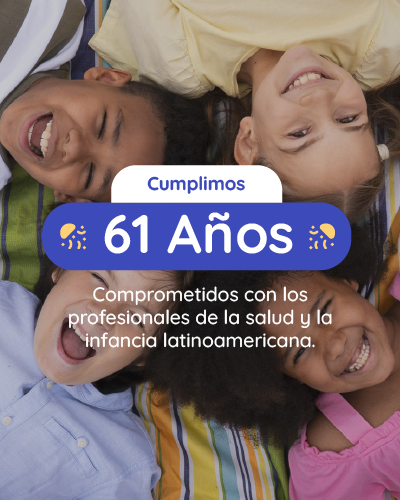 Cumplimos
61 Años
Comprometidos con los
profesionales de la salud y la
infancia latinoamericana.